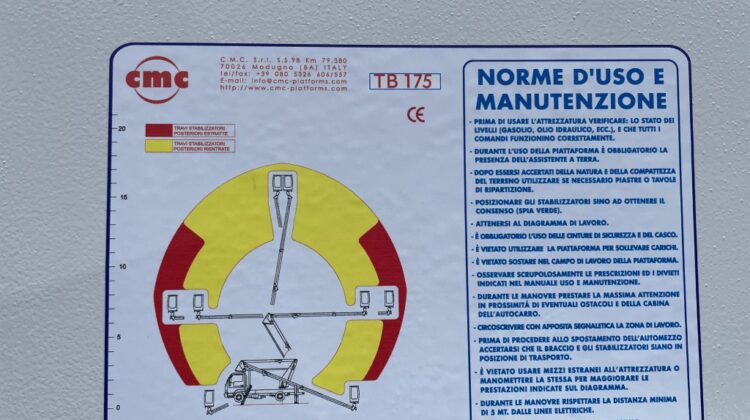 cmc
C.M.C. S.r.l. S.S.98 Km 79,380
70026 Modugno (BA) ITALY
tel/fax: +39 080 5326 606/557
E-mail: info@cmc-platforms.com
http://www.cmc-platforms.com
TB 175
CE
TRAVI STABILIZZATORI
POSTERIORI ESTRATTE
TRAVI STABILIZZATORI
POSTERIORI RIENTRATE
20
15
10
5
0
NORME D'USO E
MANUTENZIONE
- PRIMA DI USARE L'ATTREZZATURA VERIFICARE: LO STATO DEI
LIVELLI (GASOLIO, OLIO IDRAULICO, ECC.), E CHE TUTTI I
COMANDI FUNZIONINO CORRETTAMENTE.
- DURANTE L'USO DELLA PIATTAFORMA È OBBLIGATORIO LA
PRESENZA DELL'ASSISTENTE A TERRA.
- DOPO ESSERSI ACCERTATI DELLA NATURA E DELLA COMPATTEZZA
DEL TERRENO UTILIZZARE SE NECESSARIO PIASTRE O TAVOLE
DI RIPARTIZIONE.
- POSIZIONARE GLI STABILIZZATORI SINO AD OTTENERE IL
CONSENSO (SPIA VERDE).
- ATTENERSI AL DIAGRAMMA DI LAVORO.
- È OBBLIGATORIO L'USO DELLE CINTURE DI SICUREZZA E DEL CASCO.
- È VIETATO UTILIZZARE LA PIATTAFORMA PER SOLLEVARE CARICHI.
- È VIETATO SOSTARE NEL CAMPO DI LAVORO DELLA PIATTAFORMA.
- OSSERVARE SCRUPOLOSAMENTE LE PRESCRIZIONI ED I DIVIETI
INDICATI NEL MANUALE USO E MANUTENZIONE.
- DURANTE LE MANOVRE PRESTARE LA MASSIMA ATTENZIONE
IN PROSSIMITÀ DI EVENTUALI OSTACOLI E DELLA CABINA
DELL'AUTOCARRO.
- CIRCOSCRIVERE CON APPOSITA SEGNALETICA LA ZONA DI LAVORO.
- PRIMA DI PROCEDERE ALLO SPOSTAMENTO DELL'AUTOMEZZO
ACCERTARSI CHE IL BRACCIO E GLI STABILIZZATORI SIANO IN
POSIZIONE DI TRASPORTO.
- È VIETATO USARE MEZZI ESTRANEI ALL'ATTREZZATURA O
MANOMETTERE LA STESSA PER MAGGIORARE LE
PRESTAZIONI INDICATE SUL DIAGRAMMA.
- DURANTE LE MANOVRE RISPETTARE LA DISTANZA MINIMA
DI 5 MT. DALLE LINEE ELETTRICHE.